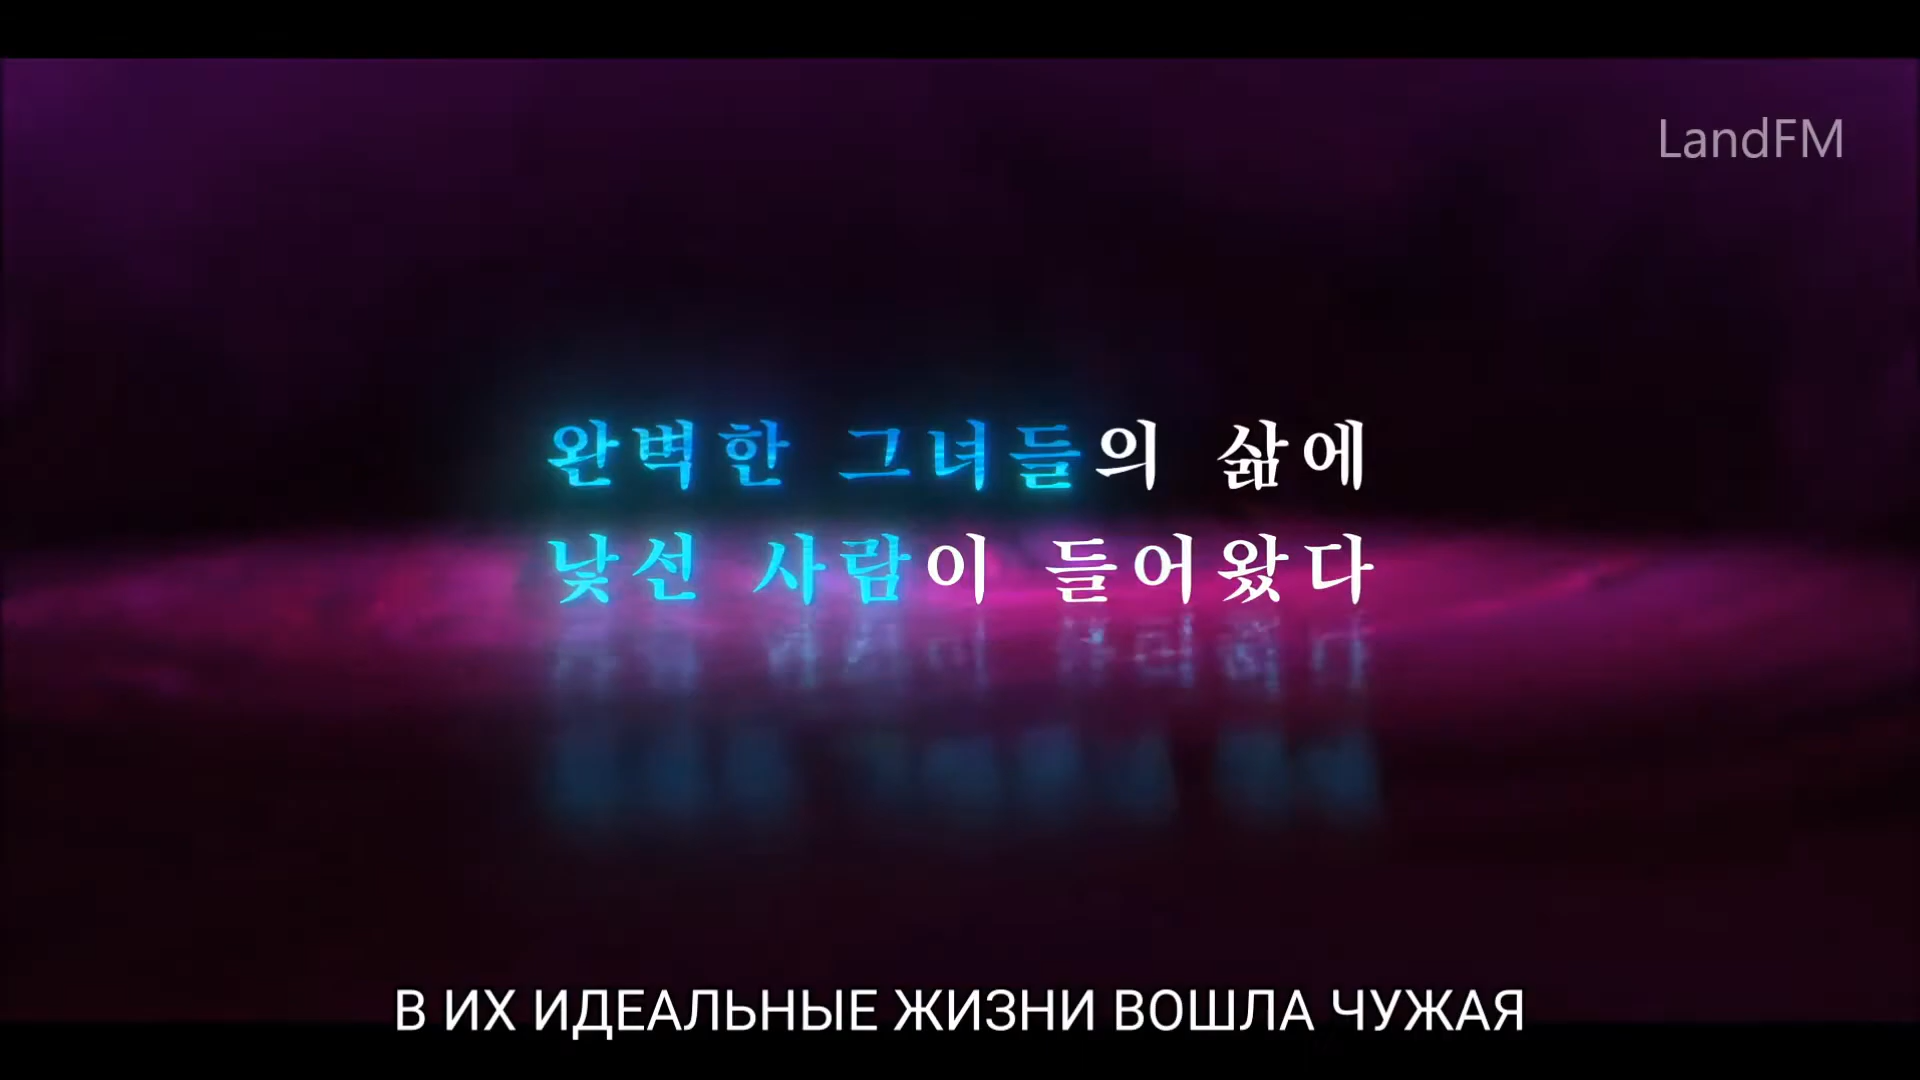 LandFM
완벽한 그녀들의 삶에
낯선 사람이 들어왔다
В ИХ ИДЕАЛЬНЫЕ ЖИЗНИ ВОШЛА ЧУЖАЯ